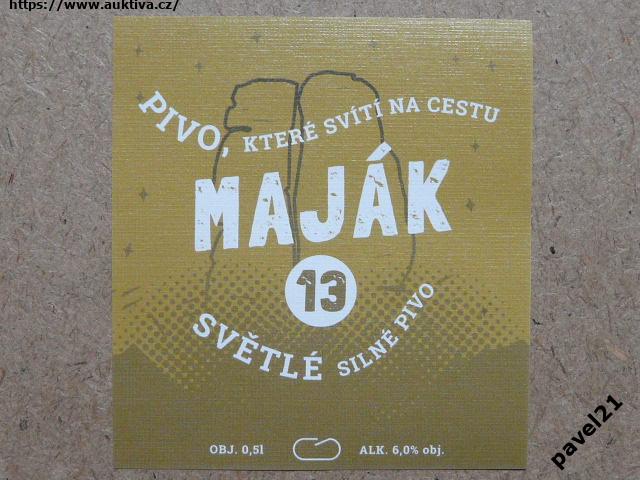 https://www.auktiva.cz/
PIVO, KTERÉ SVÍTÍ NA CESTU
MAJÁK
13
SVĚTLÉ SILNÉ PIVO
OBJ. 0,5l ALK. 6,0% obj.
pavel21